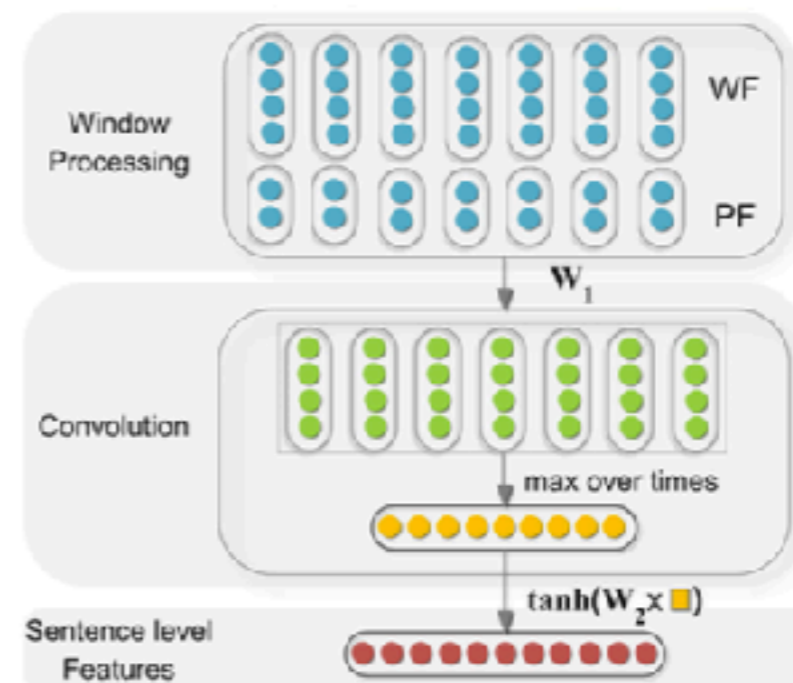 WF
Window
Processing
PF
W1
Convolution
max over times
tanh(W2x )
Sentence level
Features